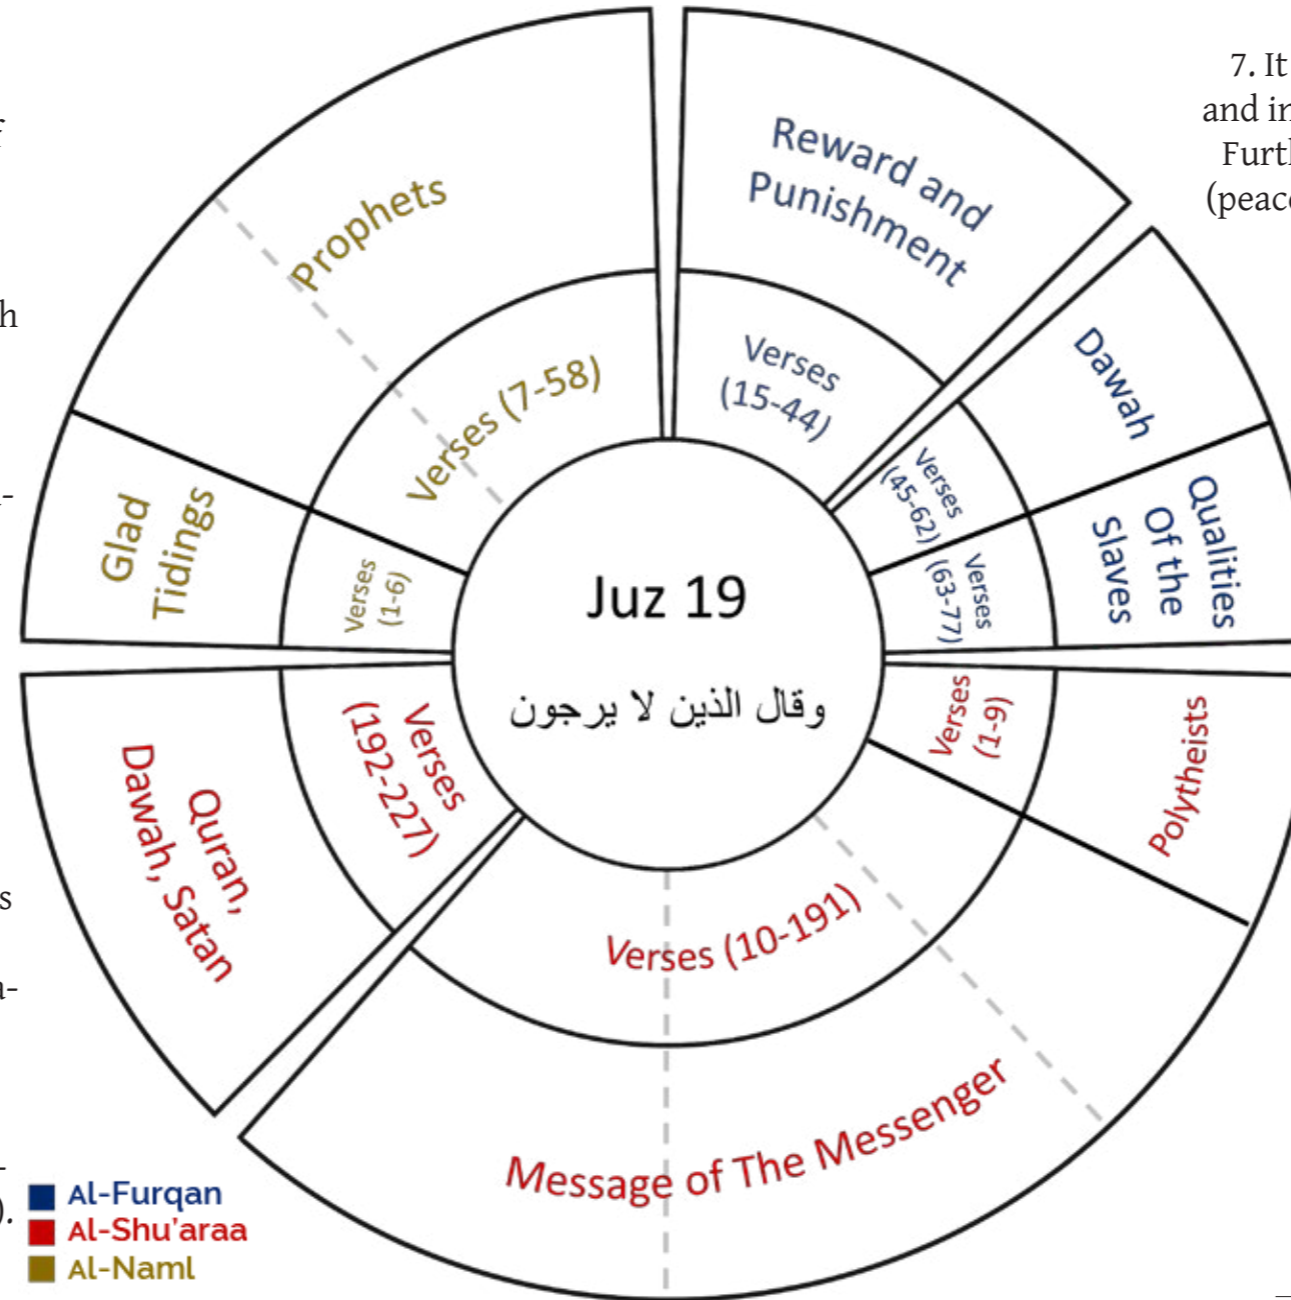 7. It
and in
Furth
(peace
h
s
Reward and
Punishment
Verses
(15-44)
Dawah
Verses
(45-62)
Qualities
Of the
Slaves
Verses
(63-77)
Polytheists
Verses
(1-9)
Message of The Messenger
Verses (10-191)
Quran,
Dawah, Satan
Verses
(192-227)
Glad
Tidings
Verses
(1-6)
Prophets
Verses (7-58)
Juz 19
وقال الذين لا يرجون
Al-Furqan
Al-Shu’araa
Al-Naml